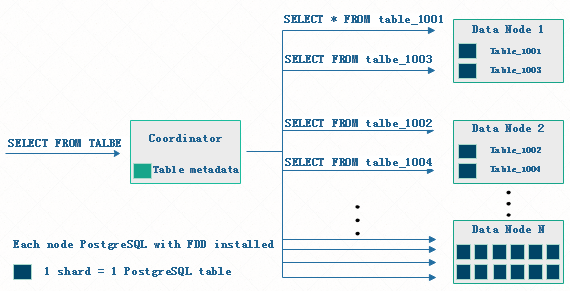 SELECT * FROM table_1001
Data Node 1
Table_1001
SELECT FROM talbe_1003
Table_1003
SELECT FROM talbe_1002
Data Node 2
Coordinator
SELECT FROM TALBE
Table_1002
SELECT FROM talbe_1004
Table_1004
Table metadata
Data Node N
Each node PostgreSQL with FDD installed
1 shard = 1 PostgreSQL table